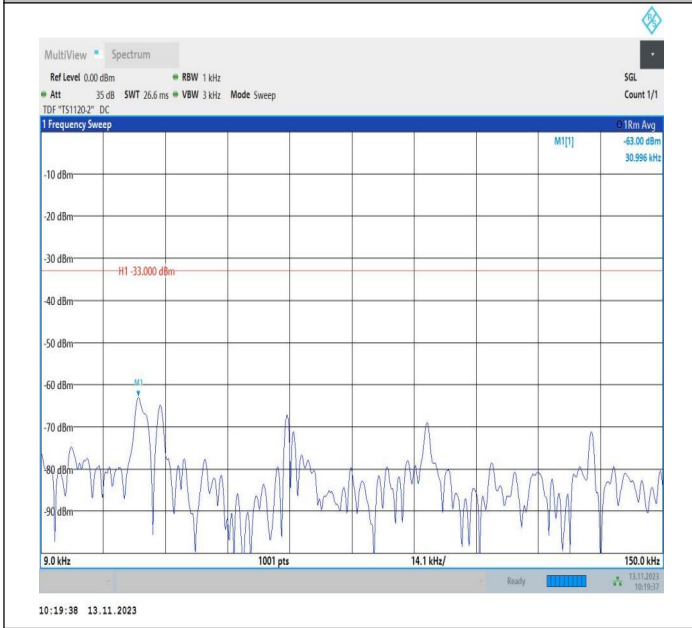 R&S
MultiView Spectrum
Ref Level 0.00 dBm RBW 1 kHz SGL
Att 35 dB SWT 26.6 ms VBW 3 kHz Mode Sweep Count 1/1
TDF "TS1120-2" DC
1 Frequency Sweep 1Rm Avg
M1[1] -63.00 dBm
30.996 kHz
-10 dBm
-20 dBm
-30 dBm
H1 -33.000 dBm
-40 dBm
-50 dBm
-60 dBm
M1
-70 dBm
-80 dBm
-90 dBm
9.0 kHz 1001 pts 14.1 kHz/ 150.0 kHz
Ready 13.11.2023
10:19:37
10:19:38 13.11.2023